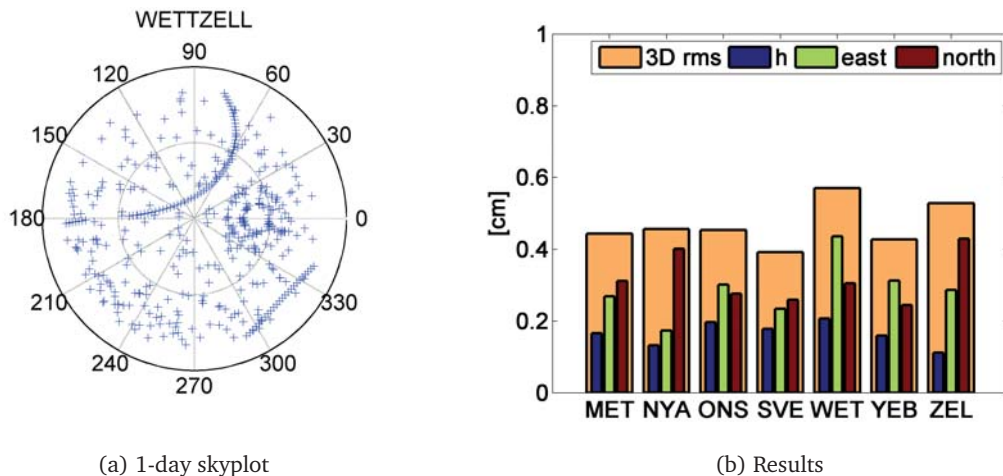 WETTZELL
90
120 60
150 30
180 0
210 330
240 300
270
(a) 1-day skyplot
1
0.8
0.6
0.4
0.2
0
[cm]
3D rms h east north
MET NYA ONS SVE WET YEB ZEL
(b) Results